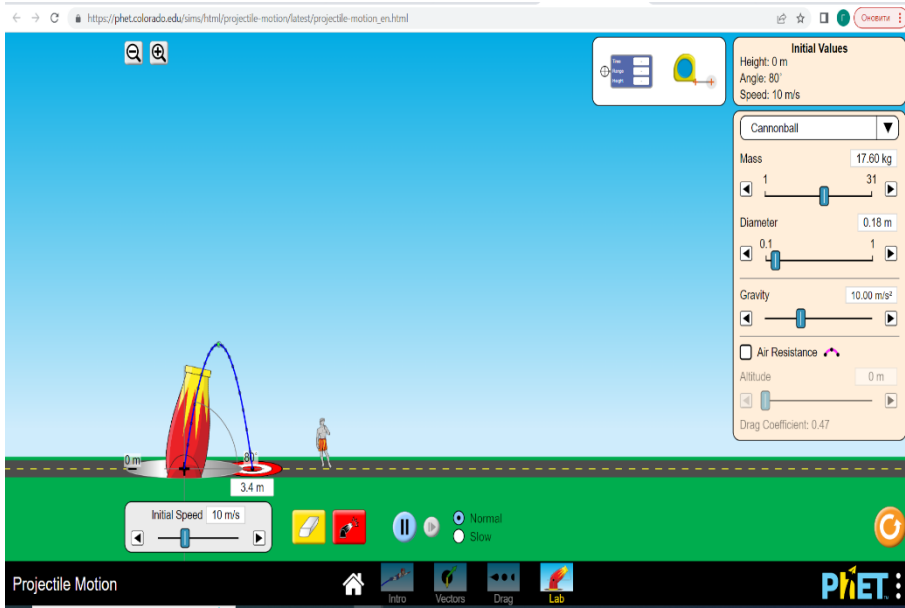 https://phet.colorado.edu/sims/html/projectile-motion/latest/projectile-motion_en.html
Г
Оновити
Initial Values
Height: 0 m
Angle: 80°
Speed: 10 m/s
Time
Range
Height
Cannonball
Mass
17.60 kg
1
31
Diameter
0.18 m
0.1
1
Gravity
10.00 m/s²
Air Resistance
Altitude
0 m
Drag Coefficient: 0.47
0 m
80°
3.4 m
Initial Speed 10 m/s
Normal
Slow
Projectile Motion
Intro
Vectors
Drag
Lab
PhET